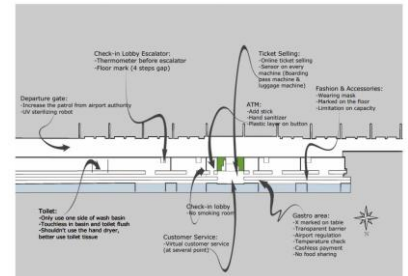 Check-in Lobby Escalator:
-Thermometer before escalator
-Floor mark (4 steps gap)
Ticket Selling:
-Online ticket selling
-Sensor on every
machine (Boarding
pass machine &
luggage machine)
Departure gate:
-Increase the patrol from airport authority
-UV sterilizing robot
ATM:
-Add stick
-Hand sanitizer
-Plastic layer on button
Fashion & Accessories:
-Wearing mask
-Marked on the floor
-Limitation on capacity
Toilet:
-Only use one side of wash basin
-Touchless in basin and toilet flush
-Shouldn't use the hand dryer,
better use toilet tissue
Check-in lobby
-No smoking room
Customer Service:
-Virtual customer service
(at several point)
Gastro area:
-X marked on table
-Transparent barrier
-Airport regulation
-Temperature check
-Cashless payment
-No food sharing